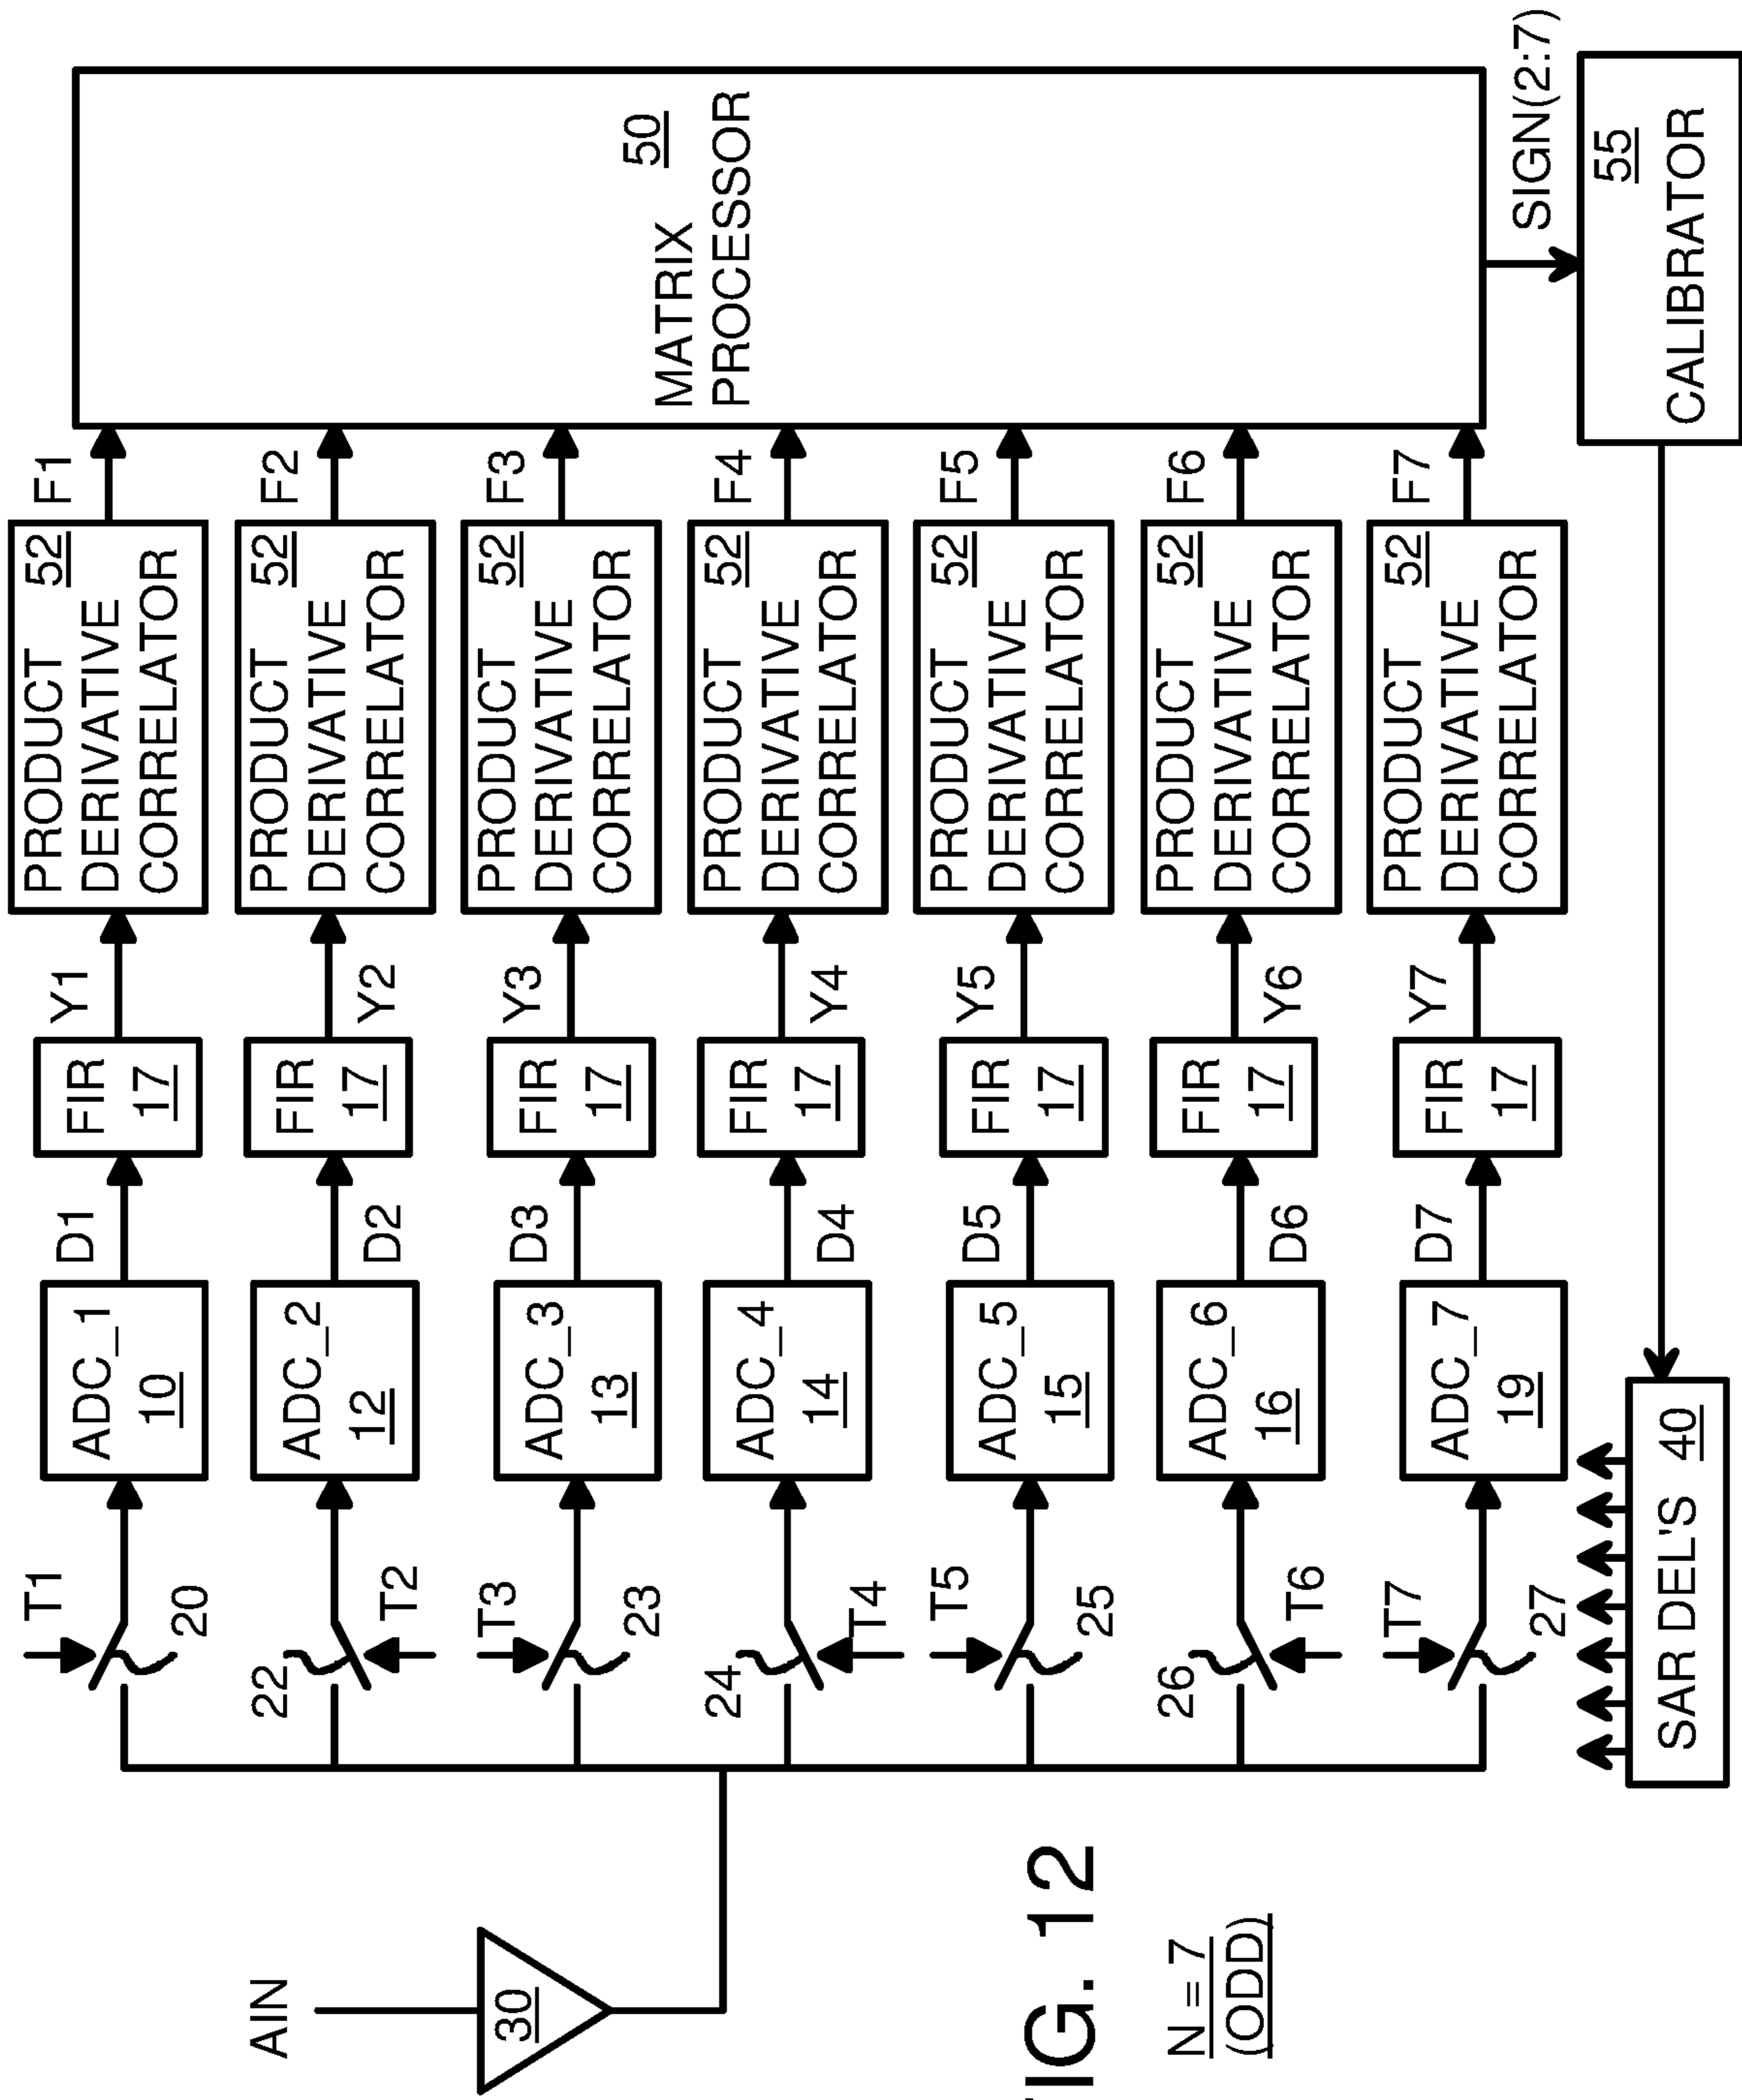 AIN
30
T1
20
ADC_1
10
D1
FIR
17
Y1
PRODUCT 52
DERIVATIVE
CORRELATOR
F1
22
T2
ADC_2
12
D2
FIR
17
Y2
PRODUCT 52
DERIVATIVE
CORRELATOR
F2
T3
23
ADC_3
13
D3
FIR
17
Y3
PRODUCT 52
DERIVATIVE
CORRELATOR
F3
24
T4
ADC_4
14
D4
FIR
17
Y4
PRODUCT 52
DERIVATIVE
CORRELATOR
F4
T5
25
ADC_5
15
D5
FIR
17
Y5
PRODUCT 52
DERIVATIVE
CORRELATOR
F5
26
T6
ADC_6
16
D6
FIR
17
Y6
PRODUCT 52
DERIVATIVE
CORRELATOR
F6
T7
27
ADC_7
19
D7
FIR
17
Y7
PRODUCT 52
DERIVATIVE
CORRELATOR
F7
MATRIX 50
PROCESSOR
SIGN(2:7)
55
CALIBRATOR
SAR DEL'S 40
FIG. 12
N = 7
(ODD)